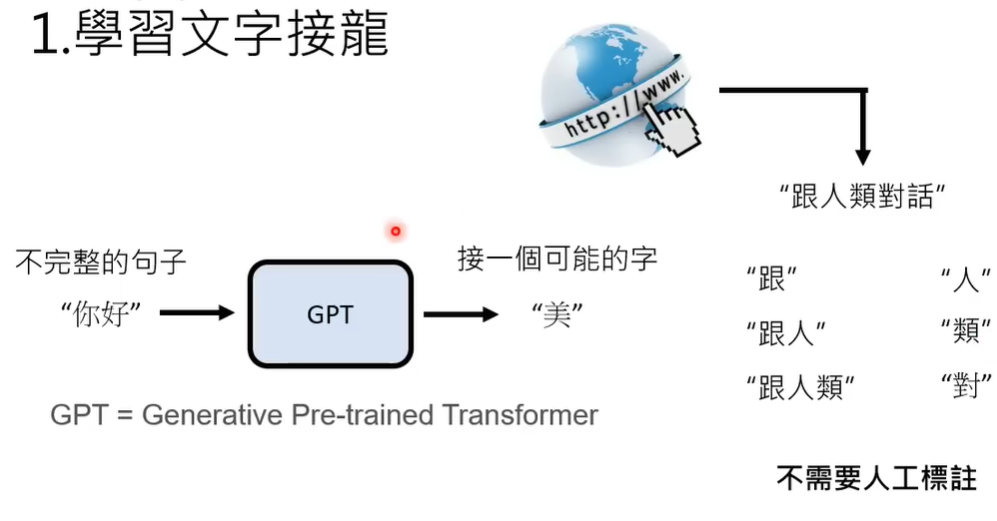 1.學習文字接龍
http://www.
“跟人類對話”
不完整的句子
接一個可能的字
“你好”
GPT
“美”
“跟” “人”
“跟人” “類”
“跟人類” “對”
GPT = Generative Pre-trained Transformer
不需要人工標註